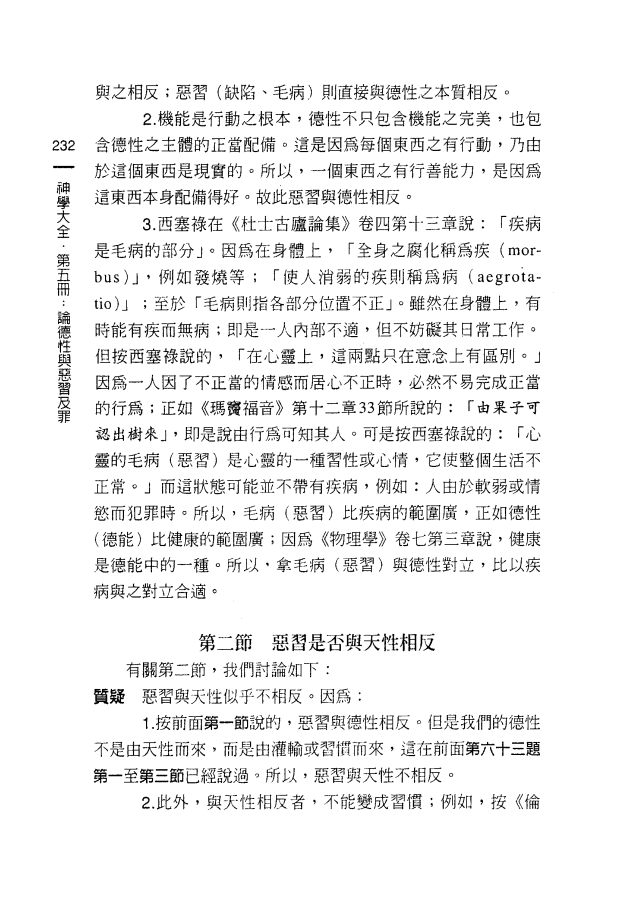 與之相反；惡習（缺陷、毛病）則直接與德性之本質相反。
2.機能是行動之根本，德性不只包含機能之完美，也包
含德性之主體的正當配備。這是因爲每個東西之有行動，乃由
於這個東西是現實的。所以，一個東西之有行善能力，是因爲
這東西本身配備得好。故此惡習與德性相反。
3.西塞祿在《杜士古廬論集》卷四第十三章說：「疾病
是毛病的部分」。因爲在身體上，「全身之腐化稱爲疾（mor-
bus）」，例如發燒等；「使人消弱的疾則稱爲病（aegrota-
tio）」；至於「毛病則指各部分位置不正」。雖然在身體上，有
時能有疾而無病；即是一人內部不適，但不妨礙其日常工作。
但按西塞祿說的，「在心靈上，這兩點只在意念上有區別。」
因爲一人因了不正當的情感而居心不正時，必然不易完成正當
的行爲；正如《瑪竇福音》第十二章33節所說的：「由果子可
認出樹來」，即是說由行爲可知其人。可是按西塞祿說的：「心
靈的毛病（惡習）是心靈的一種習性或心情，它使整個生活不
正常。」而這狀態可能並不帶有疾病，例如：人由於軟弱或情
慾而犯罪時。所以，毛病（惡習）比疾病的範圍廣，正如德性
（德能）比健康的範圍廣；因爲《物理學》卷七第三章說，健康
是德能中的一種。所以，拿毛病（惡習）與德性對立，比以疾
病與之對立合適。
第二節　惡習是否與天性相反
有關第二節，我們討論如下：
質疑　惡習與天性似乎不相反。因爲：
1.按前面第一節說的，惡習與德性相反。但是我們的德性
不是由天性而來，而是由灌輸或習慣而來，這在前面第六十三題
第一至第三節已經說過。所以，惡習與天性不相反。
2.此外，與天性相反者，不能變成習慣；例如，按《倫
232
神學大全．第五冊：論德性與惡習及罪